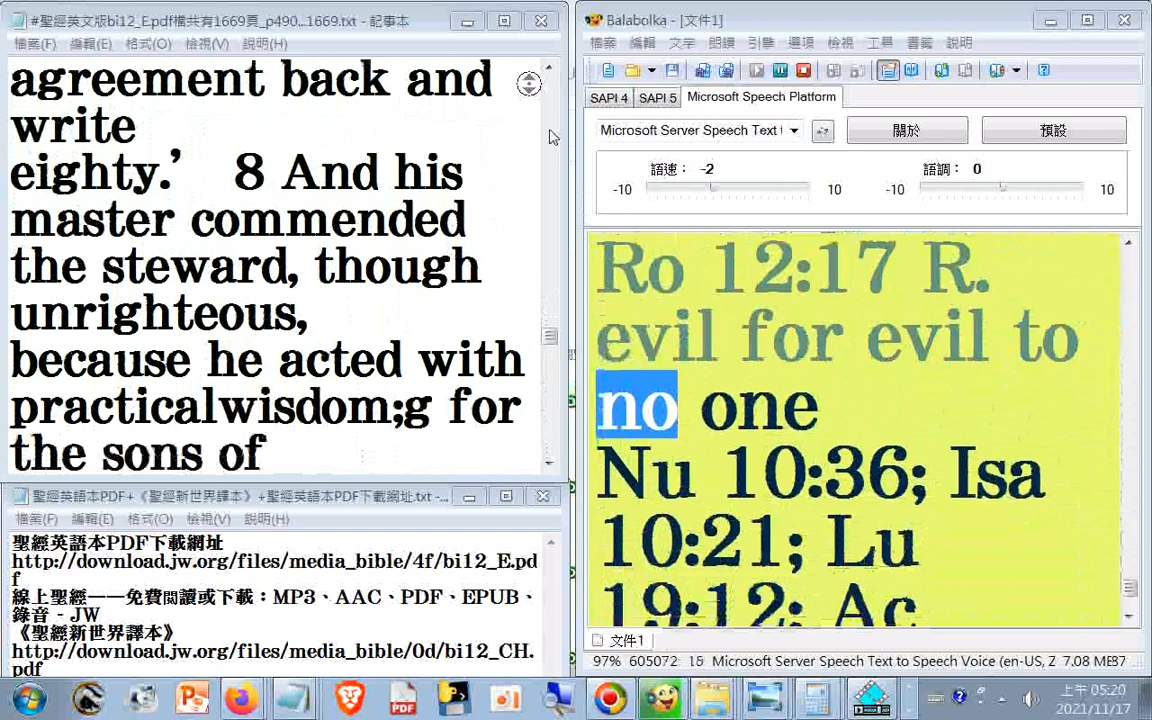 #聖經英文版bi12_E.pdf檔共有1669頁_p490...1669.txt - 記事本
檔案(F) 編輯(E) 格式(O) 檢視(V) 說明(H)
agreement back and
write
eighty.’ 8 And his
master commended
the steward, though
unrighteous,
because he acted with
practicalwisdom;g for
the sons of
聖經英語本PDF+《聖經新世界譯本》+聖經英語本PDF下載網址.txt - ...
檔案(F) 編輯(E) 格式(O) 檢視(V) 說明(H)
聖經英語本PDF下載網址
http://download.jw.org/files/media_bible/4f/bi12_E.pd
f
線上聖經——免費閱讀或下載：MP3、AAC、PDF、EPUB、
錄音 - JW
《聖經新世界譯本》
http://download.jw.org/files/media_bible/0d/bi12_CH.
pdf
Balabolka - [文件1]
檔案 編輯 文字 朗讀 引擎 選項 檢視 工具 書籤 說明
SAPI 4 SAPI 5 Microsoft Speech Platform
Microsoft Server Speech Text 關於 預設
語速： -2 語調： 0
-10 10 -10 10
Ro 12:17 R.
evil for evil to
no one
Nu 10:36; Isa
10:21; Lu
19:12; Ac
文件1
97% 605072: 15 Microsoft Server Speech Text to Speech Voice (en-US, Z 7.08 ME
上午 05:20
2021/11/17